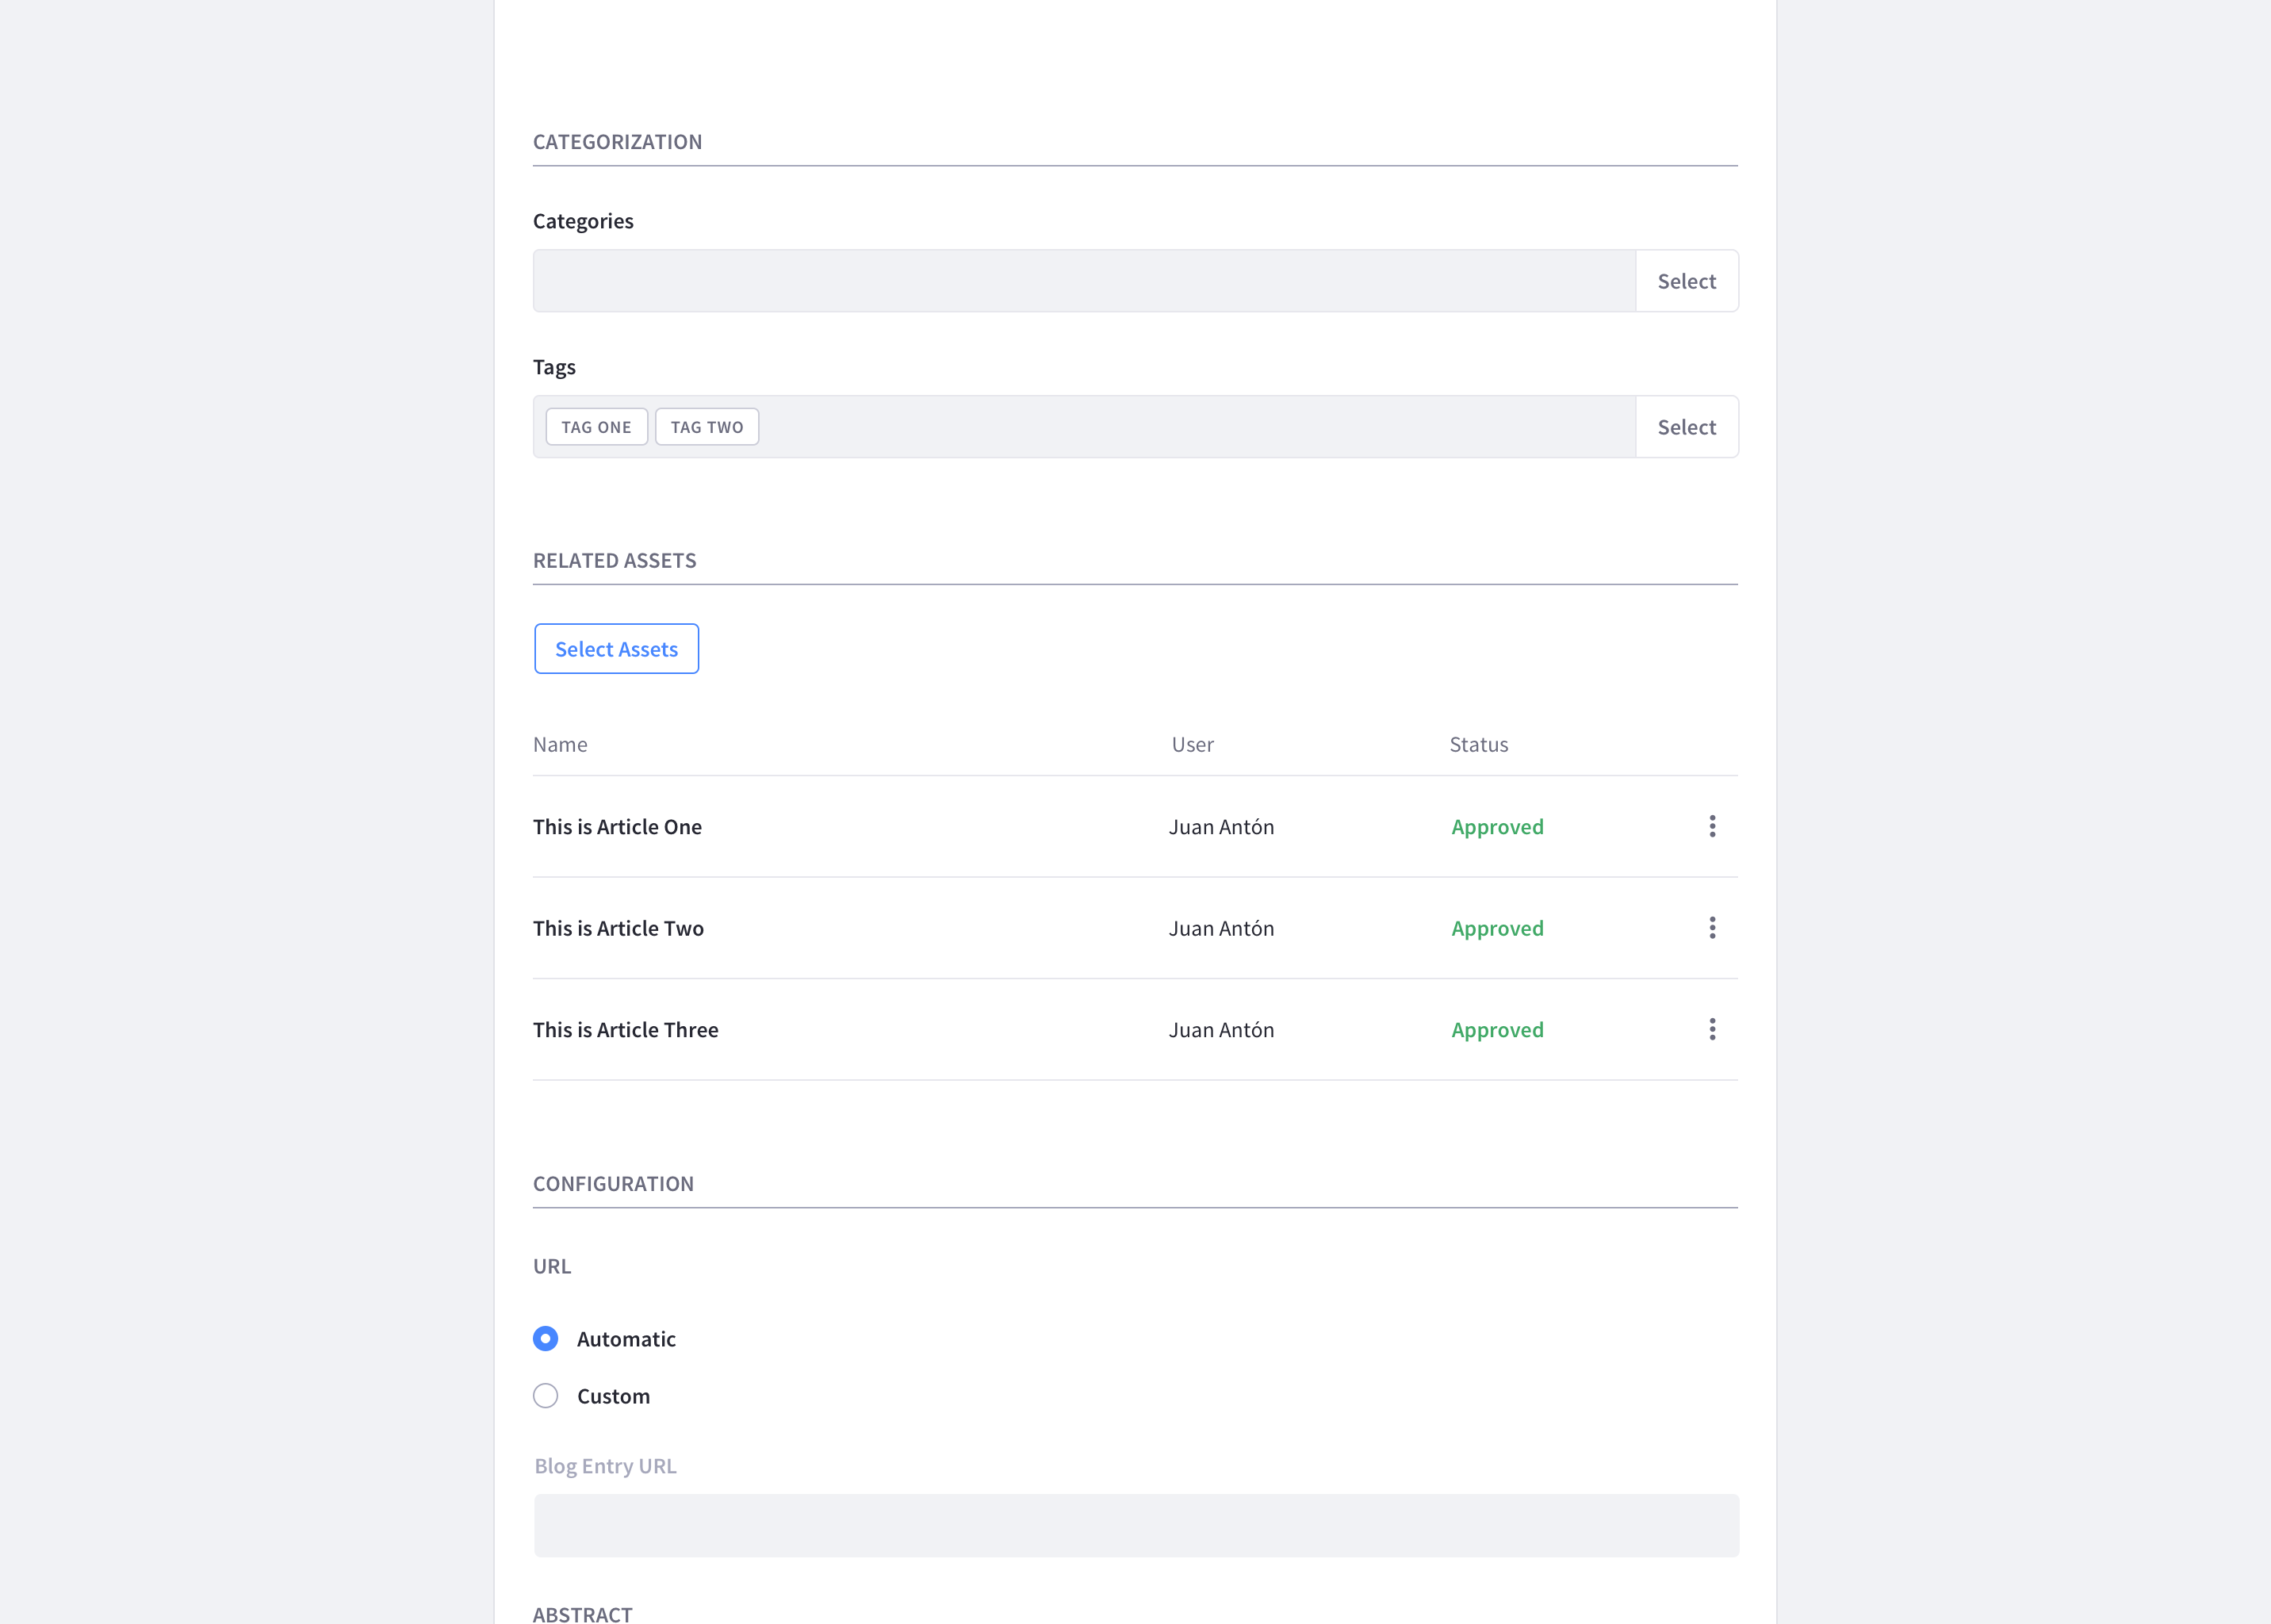 CATEGORIZATION
Categories
Select
Tags
TAG ONE TAG TWO Select
RELATED ASSETS
Select Assets
Name User Status
This is Article One Juan Antón Approved
This is Article Two Juan Antón Approved
This is Article Three Juan Antón Approved
CONFIGURATION
URL
Automatic
Custom
Blog Entry URL
ABSTRACT